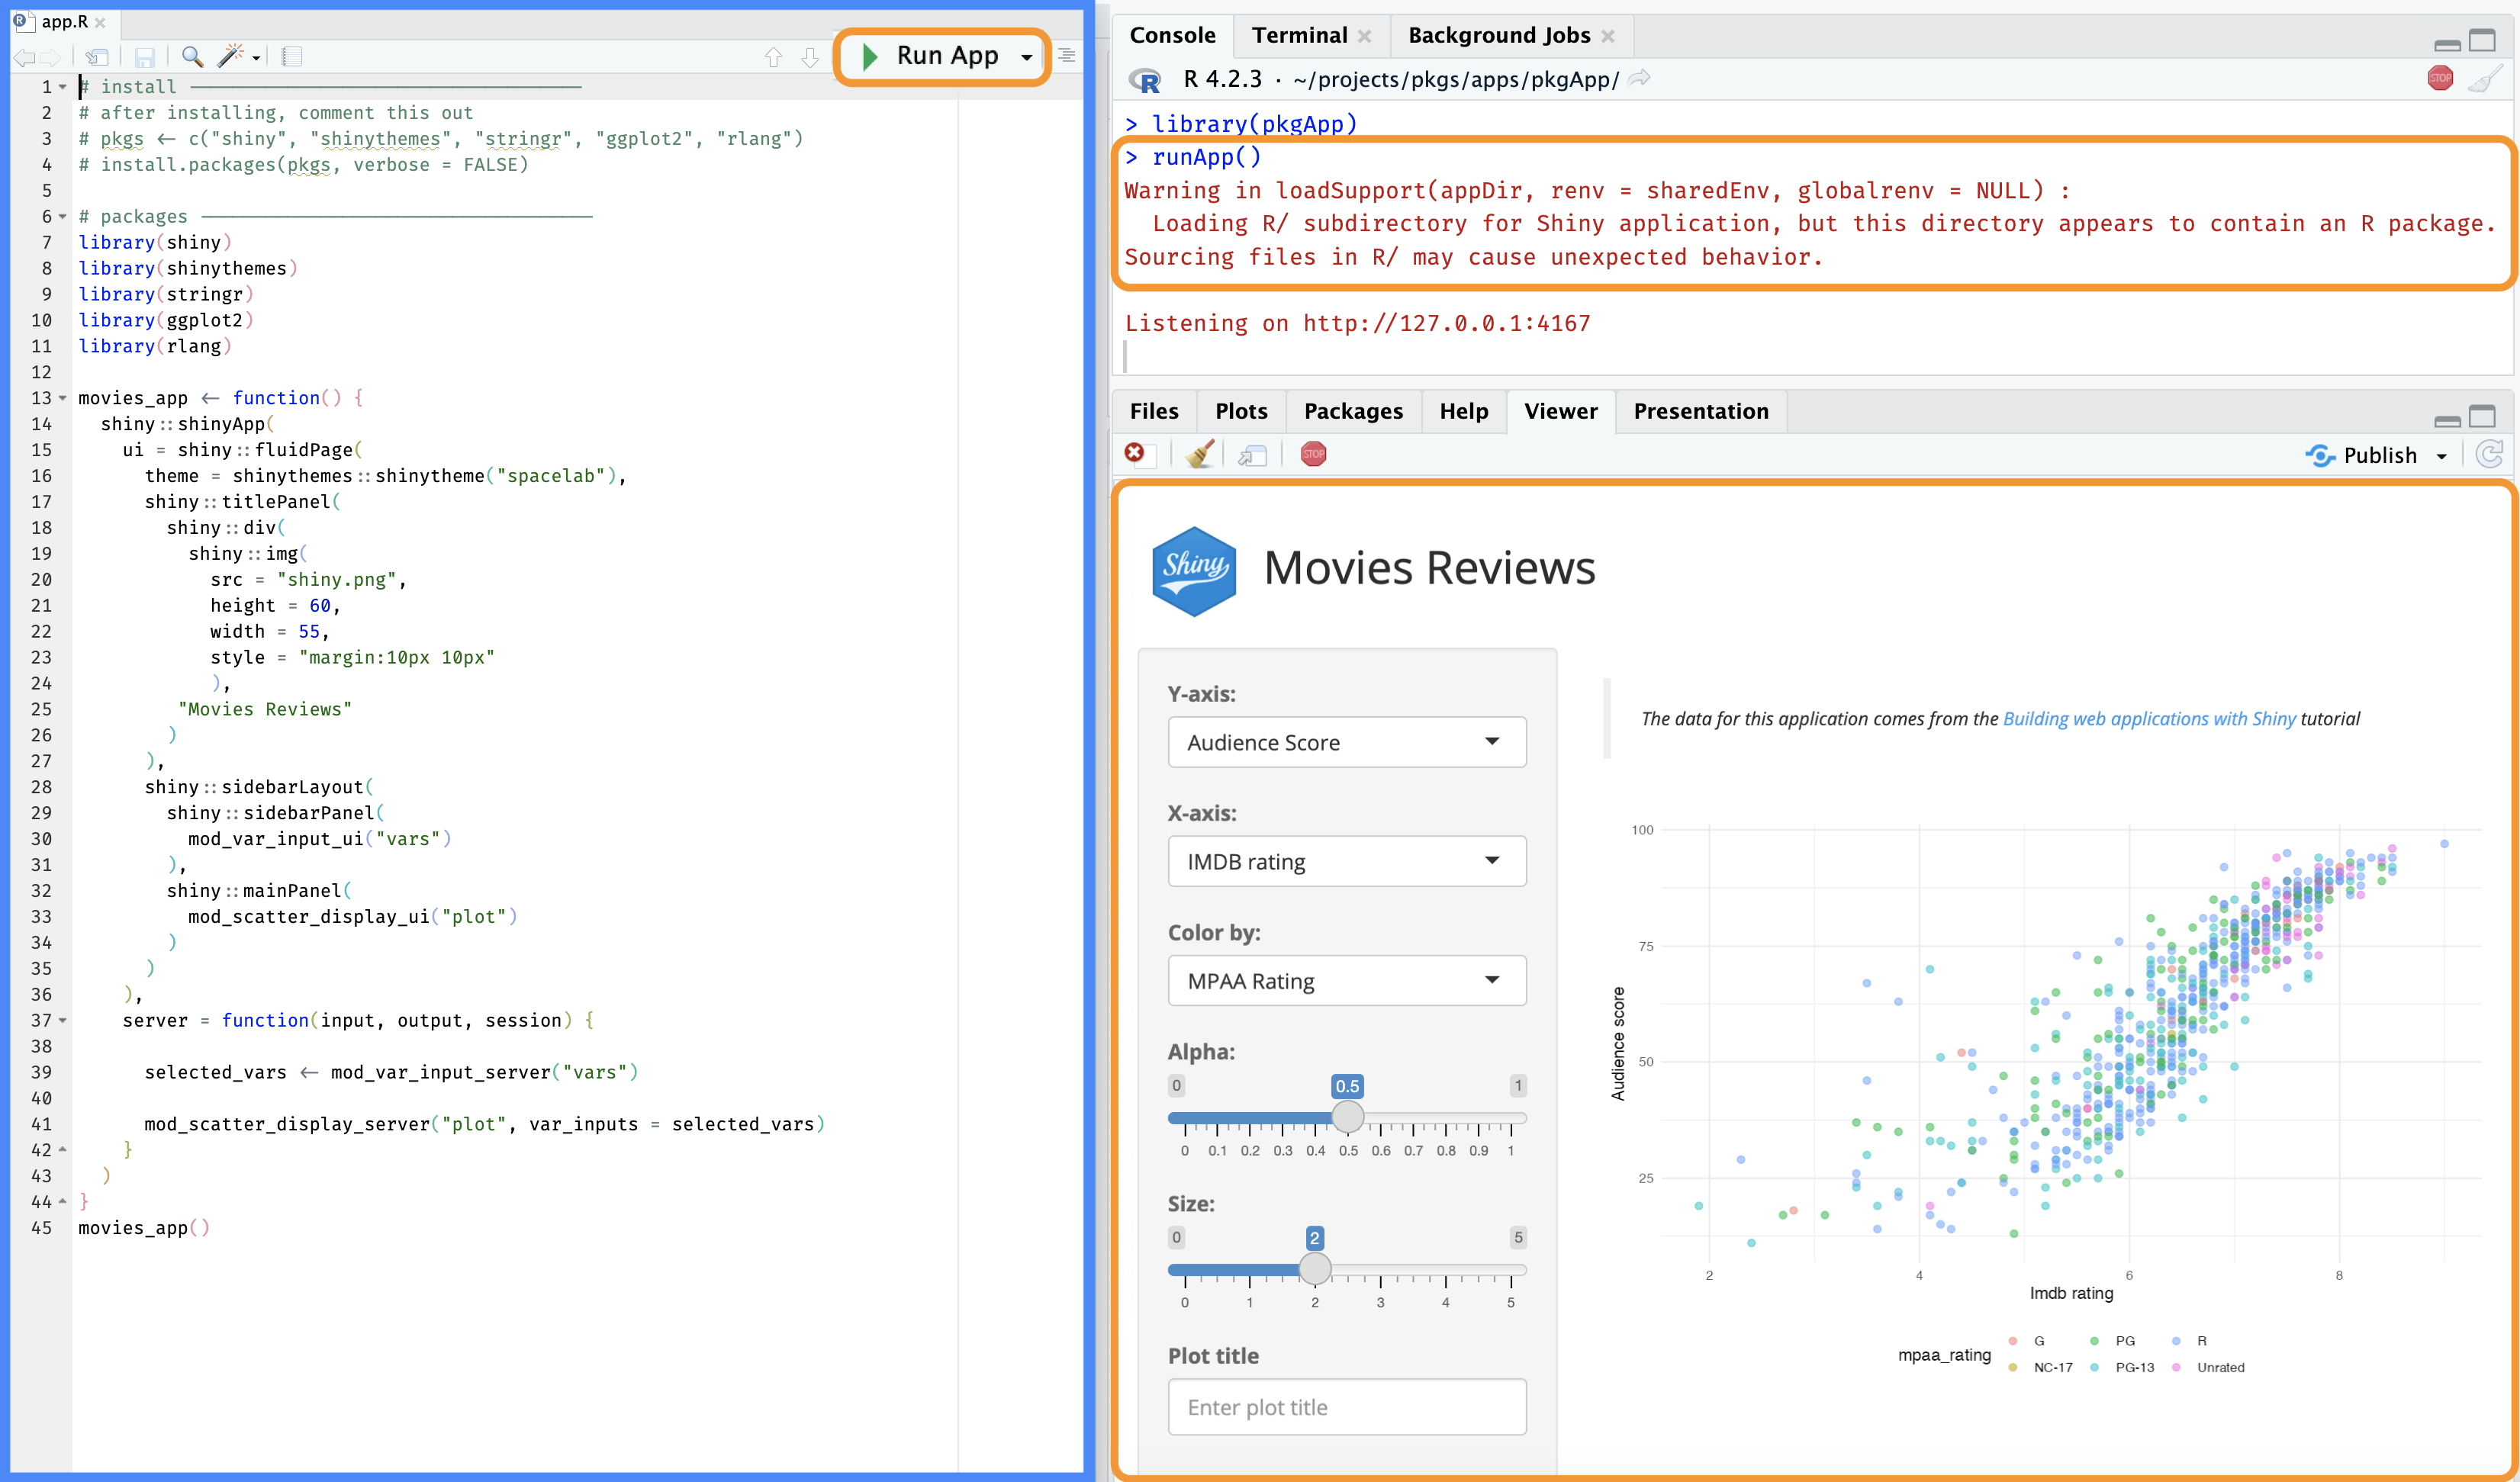 app.R
Run App
1 # install
2 # after installing, comment this out
3 # pkgs ← c("shiny", "shinythemes", "stringr", "ggplot2", "rlang")
4 # install.packages(pkgs, verbose = FALSE)
5
6 # packages
7 library(shiny)
8 library(shinythemes)
9 library(stringr)
10 library(ggplot2)
11 library(rlang)
12
13 movies_app ← function() {
14 shiny::shinyApp(
15 ui = shiny::fluidPage(
16 theme = shinythemes::shinytheme("spacelab"),
17 shiny::titlePanel(
18 shiny::div(
19 shiny::img(
20 src = "shiny.png",
21 height = 60,
22 width = 55,
23 style = "margin:10px 10px"
24 ),
25 "Movies Reviews"
26 )
27 ),
28 shiny::sidebarLayout(
29 shiny::sidebarPanel(
30 mod_var_input_ui("vars")
31 ),
32 shiny::mainPanel(
33 mod_scatter_display_ui("plot")
34 )
35 )
36 ),
37 server = function(input, output, session) {
38
39 selected_vars ← mod_var_input_server("vars")
40
41 mod_scatter_display_server("plot", var_inputs = selected_vars)
42 }
43 )
44 }
45 movies_app()
Console Terminal Background Jobs
R 4.2.3 · ~/projects/pkgs/apps/pkgApp/
STOP
> library(pkgApp)
> runApp()
Warning in loadSupport(appDir, renv = sharedEnv, globalrenv = NULL) :
Loading R/ subdirectory for Shiny application, but this directory appears to contain an R package.
Sourcing files in R/ may cause unexpected behavior.
Listening on http://127.0.0.1:4167
Files Plots Packages Help Viewer Presentation
STOP
Publish
Shiny
Movies Reviews
Y-axis:
Audience Score
X-axis:
IMDB rating
Color by:
MPAA Rating
Alpha:
0 0.5 1
0 0.1 0.2 0.3 0.4 0.5 0.6 0.7 0.8 0.9 1
Size:
0 2 5
0 1 2 3 4 5
Plot title
Enter plot title
The data for this application comes from the Building web applications with Shiny tutorial
100
75
50
25
Audience score
2 4 6 8
Imdb rating
mpaa_rating
G PG R
NC-17 PG-13 Unrated